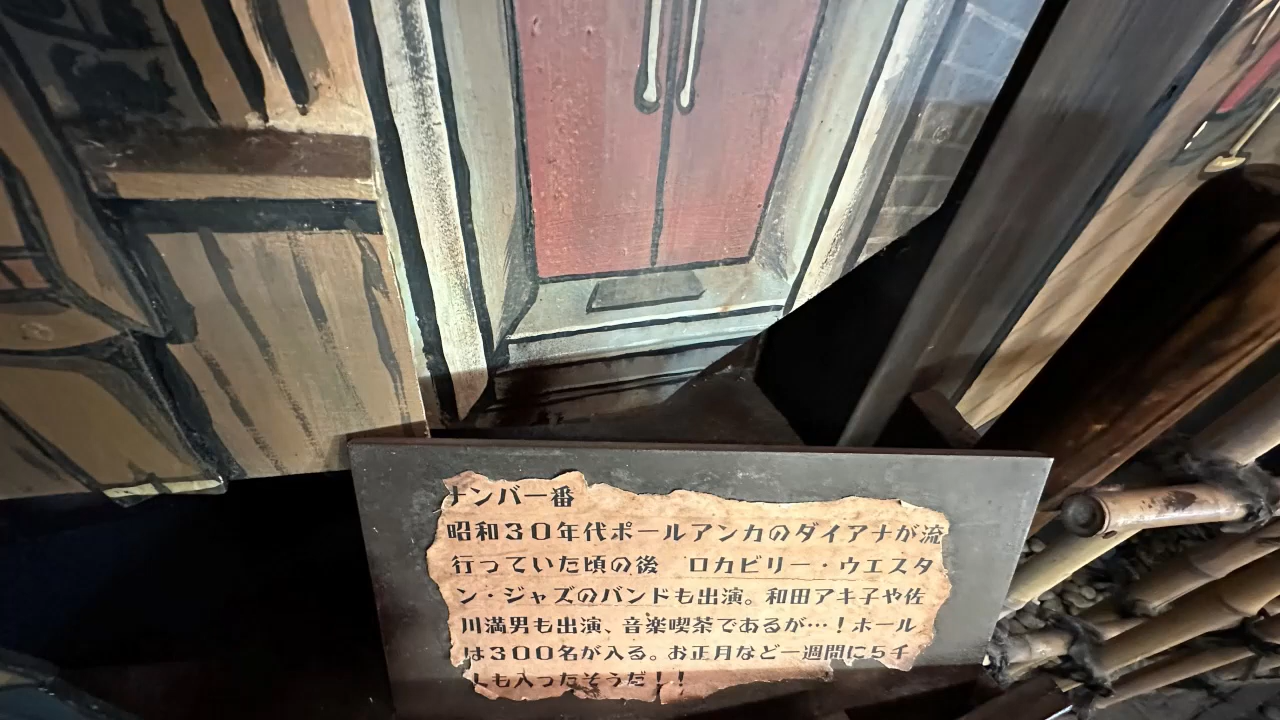 ナンバー番
昭和30年代ポールアンカのダイアナが流
行っていた頃の後 ロカビリー・ウエスタ
ン・ジャズのバンドも出演。和田アキ子や佐
川満男も出演、音楽喫茶であるが…！ホール
は300名が入る。お正月など一週間に5千
も入ったそうだ！！